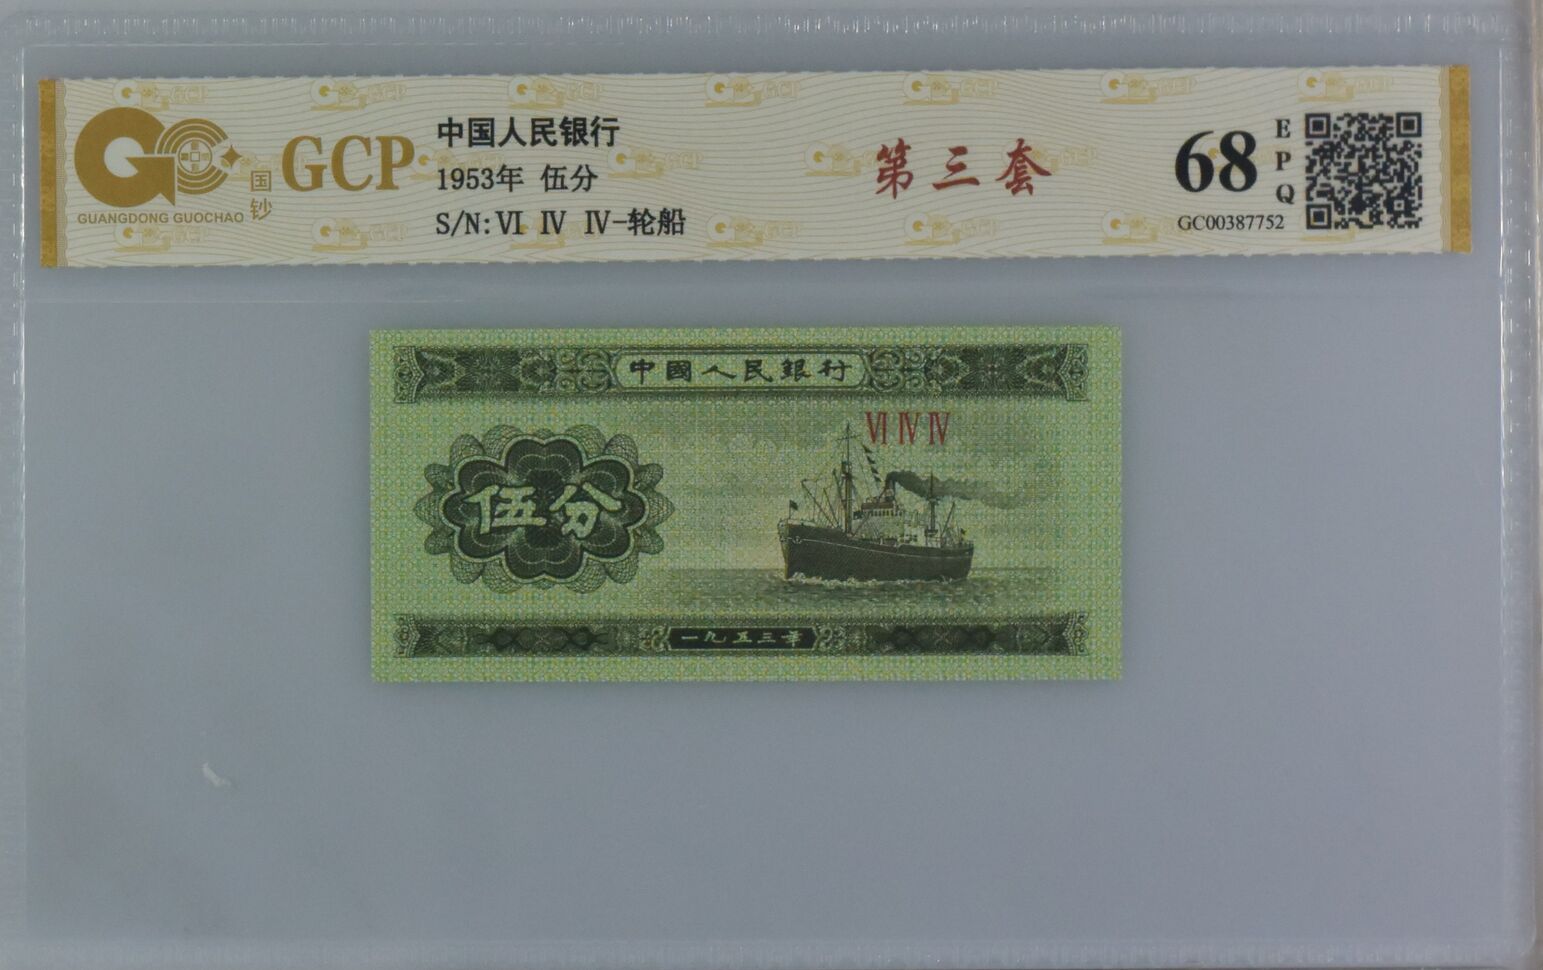 GCP
国钞
GUANGDONG GUOCHAO
中国人民银行
1953年 伍分
S/N:Ⅵ Ⅳ Ⅳ-轮船
第三套
68
EPQ
GC00387752
中國人民銀行
Ⅵ Ⅳ Ⅳ
伍分
一九五三年